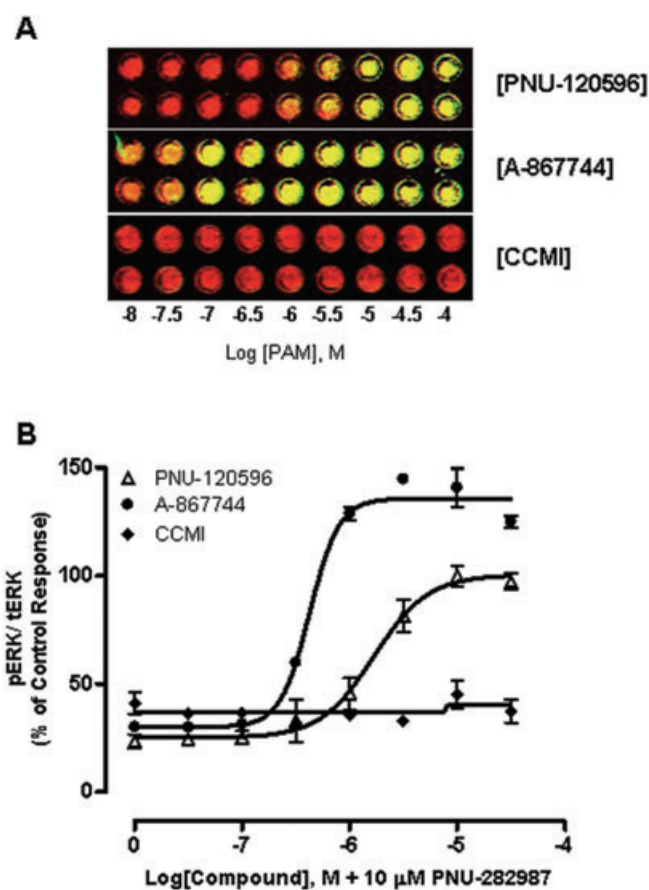 A
[PNU-120596]
[A-867744]
[CCMI]
-8 -7.5 -7 -6.5 -6 -5.5 -5 -4.5 -4
Log [PAM], M
B
150
PNU-120596
A-867744
CCMI
100
50
0
pERK/ tERK
(% of Control Response)
0 -7 -6 -5 -4
Log[Compound], M + 10 μM PNU-282987